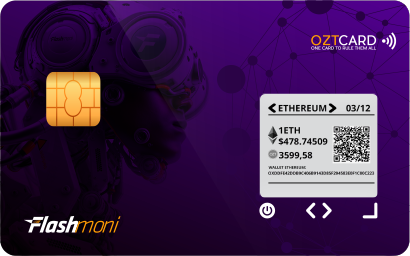 OZTCARD
ONE CARD TO RULE THEM ALL
ETHEREUM 03/12
1ETH
$478.74509
3599,58
WALLET ETHEREUM:
Flashmoni